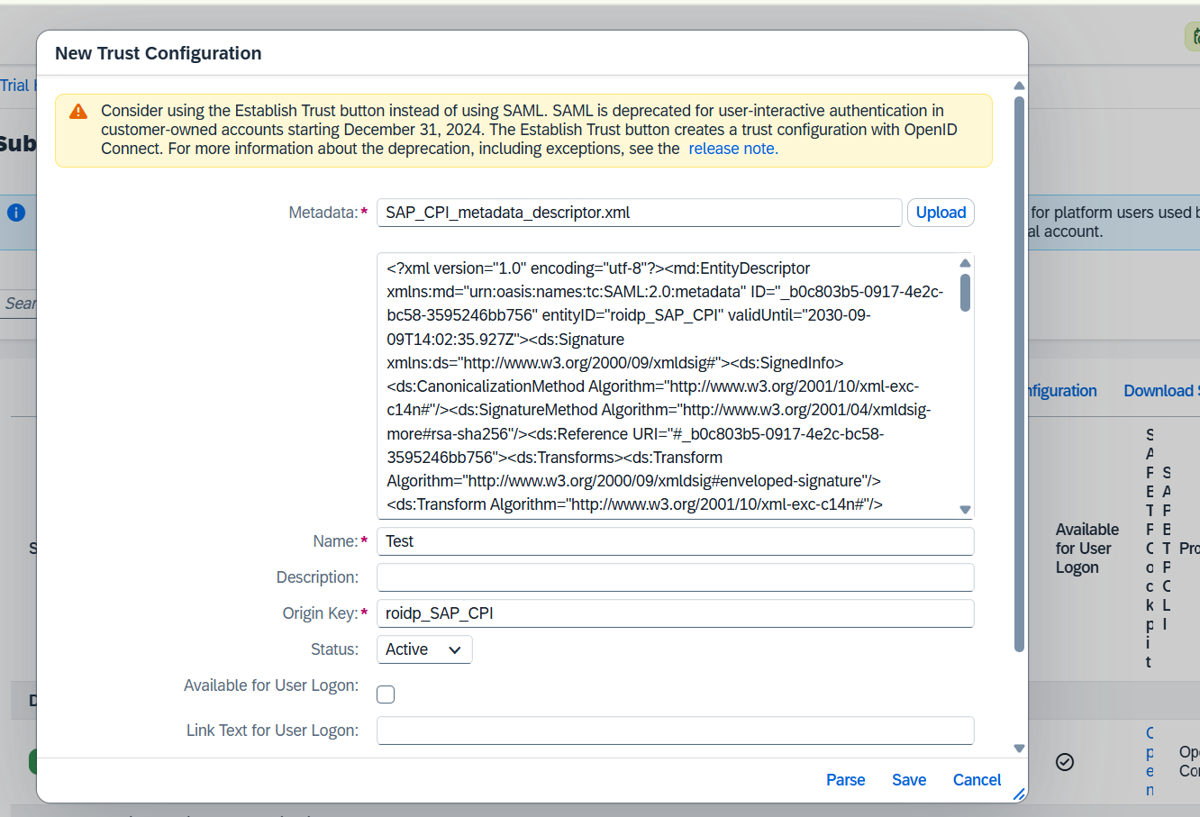 New Trust Configuration
Trial
Sub
Consider using the Establish Trust button instead of using SAML. SAML is deprecated for user-interactive authentication in
customer-owned accounts starting December 31, 2024. The Establish Trust button creates a trust configuration with OpenID
Connect. For more information about the deprecation, including exceptions, see the release note.
Metadata:* SAP_CPI_metadata_descriptor.xml Upload
for platform users used b
al account.
<?xml version="1.0" encoding="utf-8"?><md:EntityDescriptor
xmlns:md="urn:oasis:names:tc:SAML:2.0:metadata" ID="_b0c803b5-0917-4e2c-
bc58-3595246bb756" entityID="roidp_SAP_CPI" validUntil="2030-09-
09T14:02:35.927Z"><ds:Signature
xmlns:ds="http://www.w3.org/2000/09/xmldsig#"><ds:SignedInfo>
<ds:CanonicalizationMethod Algorithm="http://www.w3.org/2001/10/xml-exc-
c14n#"/><ds:SignatureMethod Algorithm="http://www.w3.org/2001/04/xmldsig-
more#rsa-sha256"/><ds:Reference URI="#_b0c803b5-0917-4e2c-bc58-
3595246bb756"><ds:Transforms><ds:Transform
Algorithm="http://www.w3.org/2000/09/xmldsig#enveloped-signature"/>
<ds:Transform Algorithm="http://www.w3.org/2001/10/xml-exc-c14n#"/>
Sear
nfiguration Download S
Name:* Test
Description:
Origin Key:* roidp_SAP_CPI
Status: Active
Available for User Logon:
Link Text for User Logon:
Available
for User
Logon
Pro
Ope
Cor
Parse Save Cancel